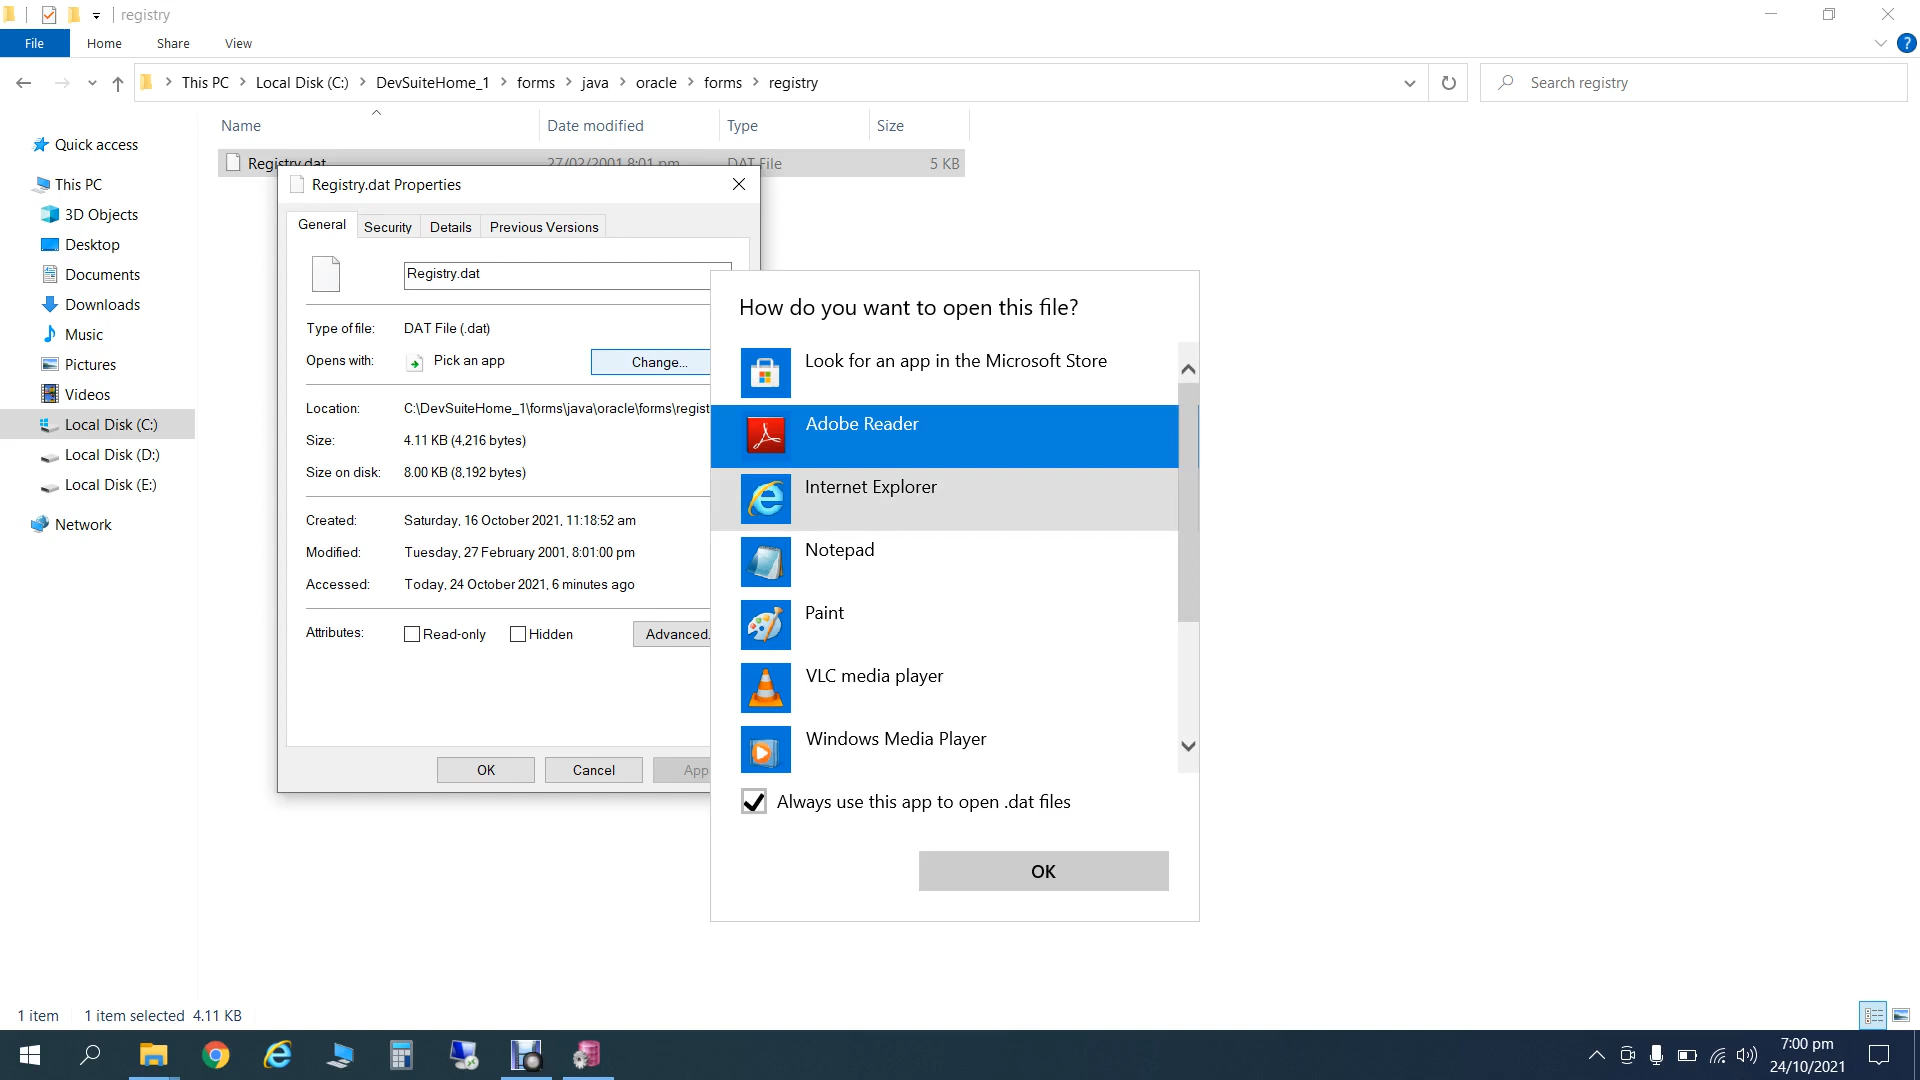 registry
File Home Share View
This PC Local Disk (C:) DevSuiteHome_1 forms java oracle forms registry
Search registry
Name Date modified Type Size
Registry.dat 27/02/2001 8:01 pm DAT File 5 KB
Quick access
This PC
3D Objects
Desktop
Documents
Downloads
Music
Pictures
Videos
Local Disk (C:)
Local Disk (D:)
Local Disk (E:)
Network
Registry.dat Properties
General Security Details Previous Versions
Registry.dat
Type of file: DAT File (.dat)
Opens with: Pick an app Change...
Location: C:\DevSuiteHome_1\forms\java\oracle\forms\regist
Size: 4.11 KB (4,216 bytes)
Size on disk: 8.00 KB (8,192 bytes)
Created: Saturday, 16 October 2021, 11:18:52 am
Modified: Tuesday, 27 February 2001, 8:01:00 pm
Accessed: Today, 24 October 2021, 6 minutes ago
Attributes: Read-only Hidden Advanced.
OK Cancel App
How do you want to open this file?
Look for an app in the Microsoft Store
Adobe Reader
Internet Explorer
Notepad
Paint
VLC media player
Windows Media Player
Always use this app to open .dat files
OK
1 item 1 item selected 4.11 KB
7:00 pm
24/10/2021